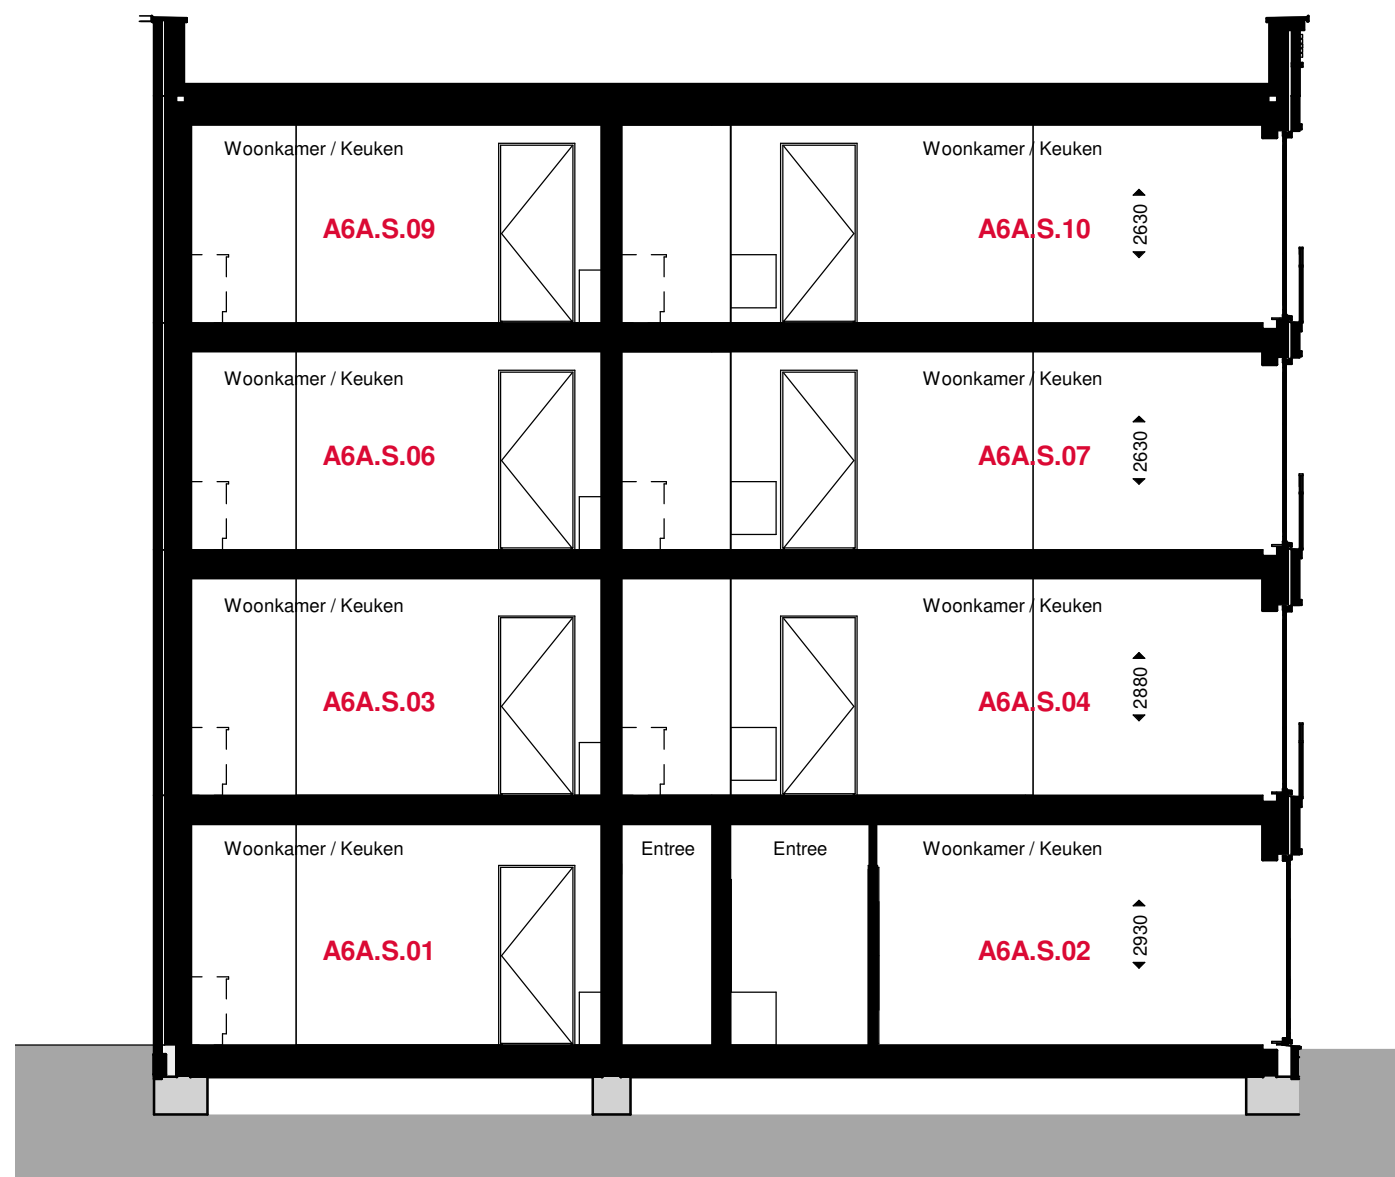 Woonkamer / Keuken
Woonkamer / Keuken
A6A.S.09
A6A.S.10
2630
Woonkamer / Keuken
Woonkamer / Keuken
A6A.S.06
A6A.S.07
2630
Woonkamer / Keuken
Woonkamer / Keuken
A6A.S.03
A6A.S.04
2880
Woonkamer / Keuken
Entree
Entree
Woonkamer / Keuken
A6A.S.01
A6A.S.02
2930